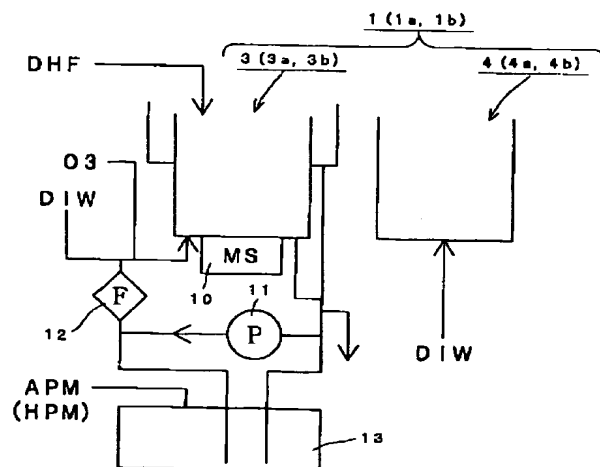 1 (1a, 1b)
3 (3a, 3b)
4 (4a, 4b)
DHF
O3
DIW
MS
10
11
F
12
P
DIW
APM
(HPM)
13